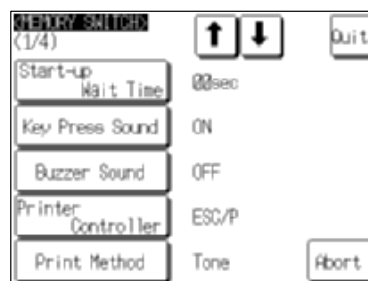 <MEMORY SWITCH>
(1/4)
Quit
Start-up
Wait Time
00sec
Key Press Sound
ON
Buzzer Sound
OFF
Printer
Controller
ESC/P
Print Method
Tone
Abort